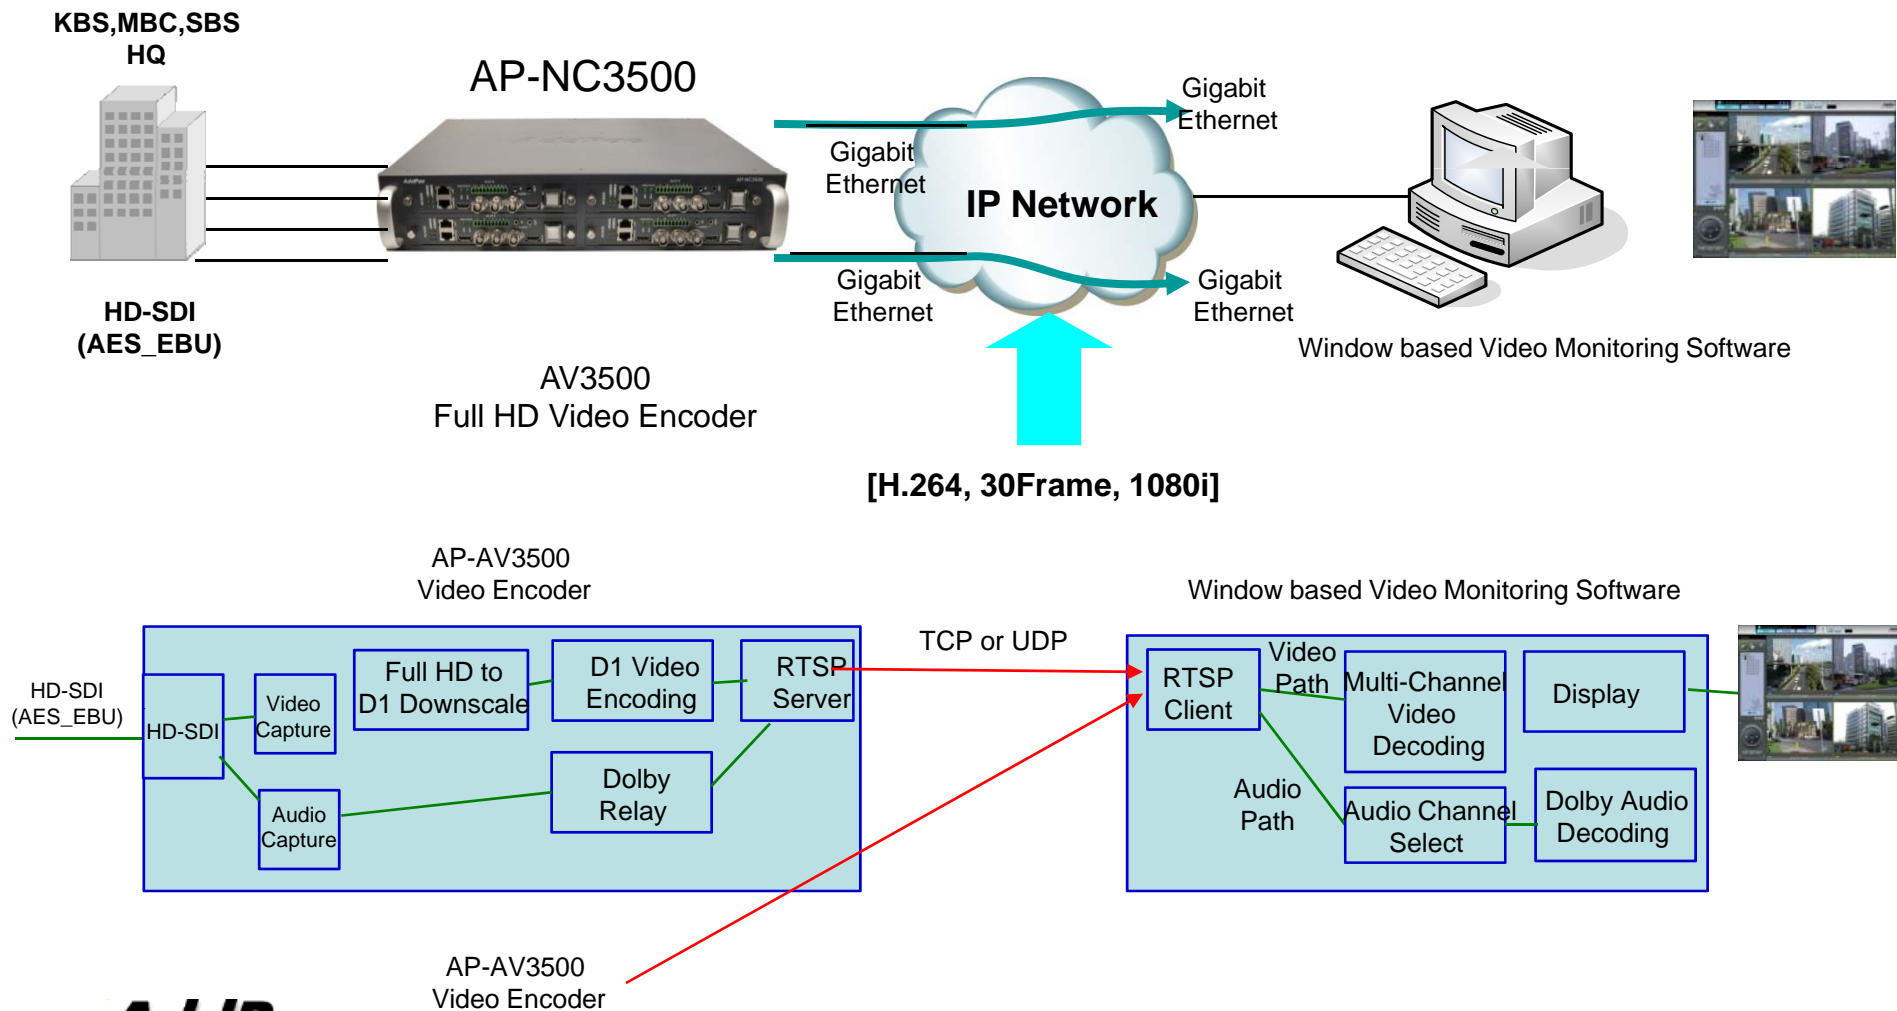 KBS,MBC,SBS
HQ
AP-NC3500
Gigabit
Ethernet
Gigabit
Ethernet
IP Network
AddPac
AP-NC3500
HD-SDI
(AES_EBU)
Gigabit
Ethernet
Gigabit
Ethernet
Window based Video Monitoring Software
AV3500
Full HD Video Encoder
[H.264, 30Frame, 1080i]
AP-AV3500
Video Encoder
Window based Video Monitoring Software
TCP or UDP
HD-SDI
(AES_EBU)
HD-SDI
Video
Capture
Full HD to
D1 Downscale
D1 Video
Encoding
RTSP
Server
Audio
Capture
Dolby
Relay
RTSP
Client
Video
Path
Multi-Channel
Video
Decoding
Display
Audio
Path
Audio Channel
Select
Dolby Audio
Decoding
AP-AV3500
Video Encoder